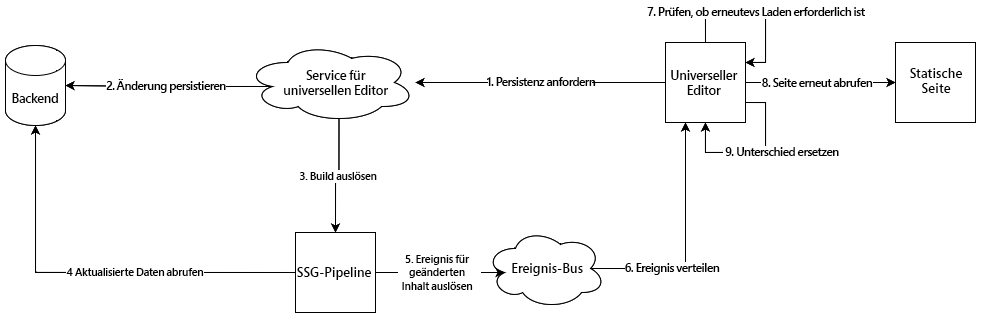 7. Prüfen, ob erneutevs Laden erforderlich ist
Backend
2. Änderung persistieren
Service für
universellen Editor
1. Persistenz anfordern
Universeller
Editor
8. Seite erneut abrufen
Statische
Seite
9. Unterschied ersetzen
3. Build auslösen
4 Aktualisierte Daten abrufen
SSG-Pipeline
5. Ereignis für
geänderten
Inhalt auslösen
Ereignis-Bus
6. Ereignis verteilen